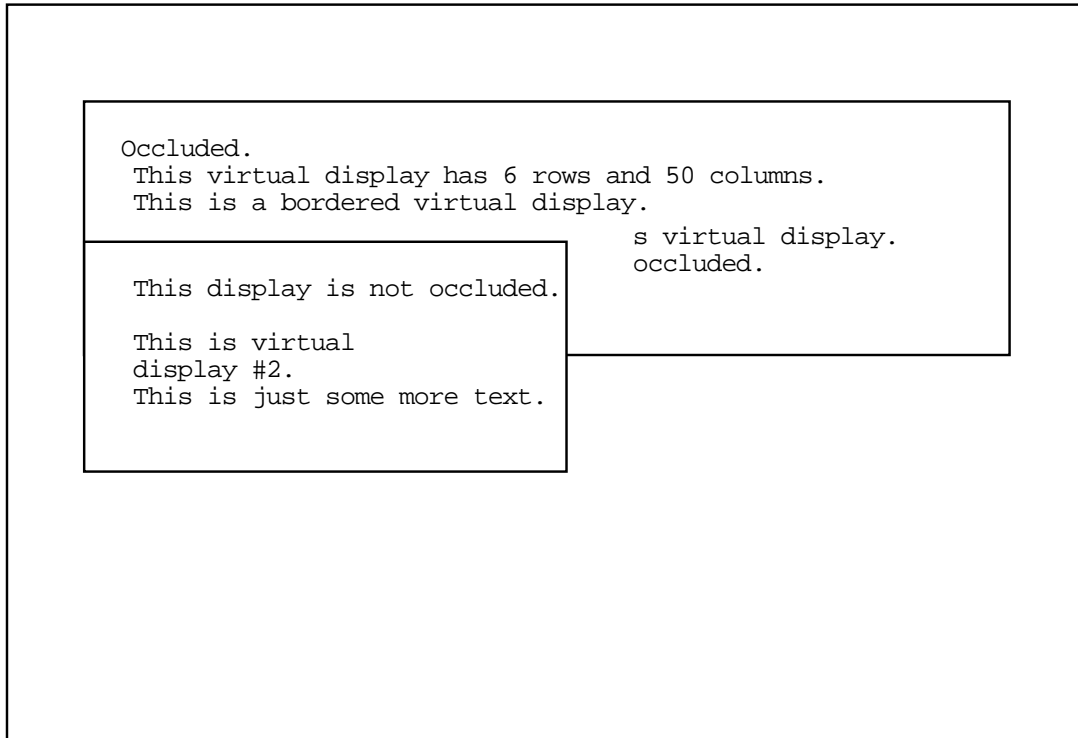 Occluded.
This virtual display has 6 rows and 50 columns.
This is a bordered virtual display.
s virtual display.
occluded.
This display is not occluded.
This is virtual
display #2.
This is just some more text.